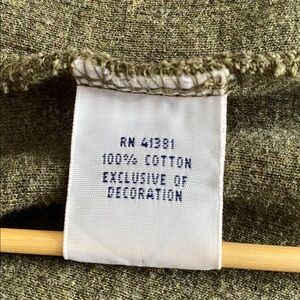 RN 41381
100% COTTON
EXCLUSIVE OF
DECORATION